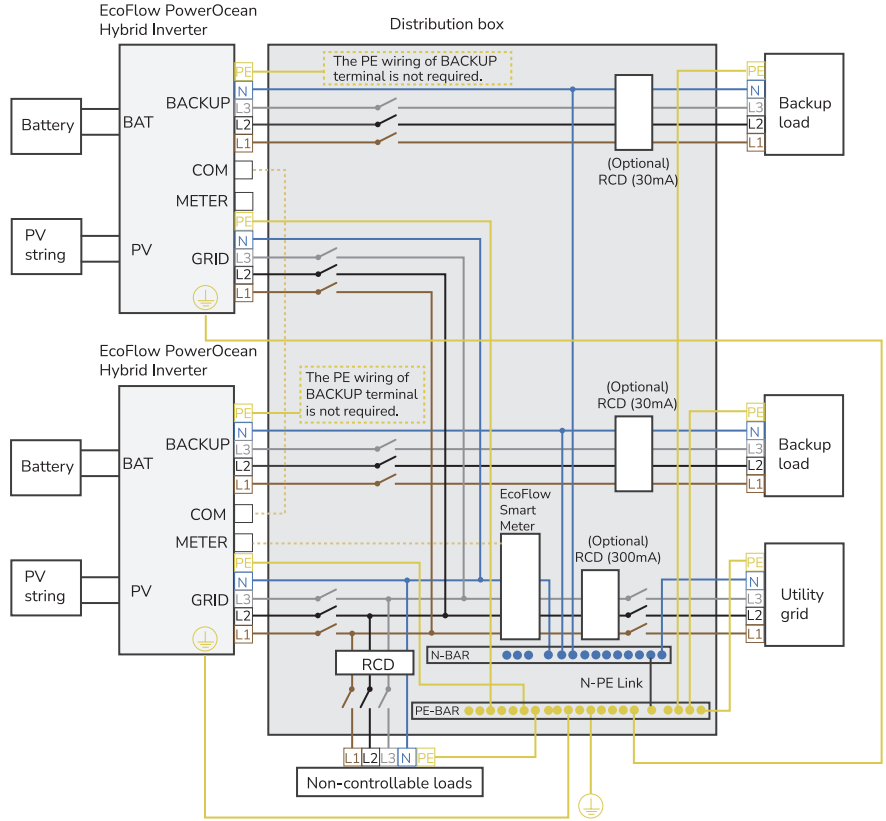 EcoFlow PowerOcean
Hybrid Inverter
Distribution box
The PE wiring of BACKUP
terminal is not required.
PE
N
L3
L2
L1
BACKUP
BAT
Battery
COM
METER
PE
N
L3
L2
L1
GRID
PV
PV
string
(Optional)
RCD (30mA)
PE
N
L3
L2
L1
Backup
load
EcoFlow PowerOcean
Hybrid Inverter
The PE wiring of
BACKUP terminal
is not required.
PE
N
L3
L2
L1
BACKUP
BAT
Battery
COM
METER
PE
N
L3
L2
L1
GRID
PV
PV
string
(Optional)
RCD (30mA)
PE
N
L3
L2
L1
Backup
load
EcoFlow
Smart
Meter
(Optional)
RCD (300mA)
PE
N
L3
L2
L1
Utility
grid
N-BAR
RCD
N-PE Link
PE-BAR
L1 L2 L3 N PE
Non-controllable loads